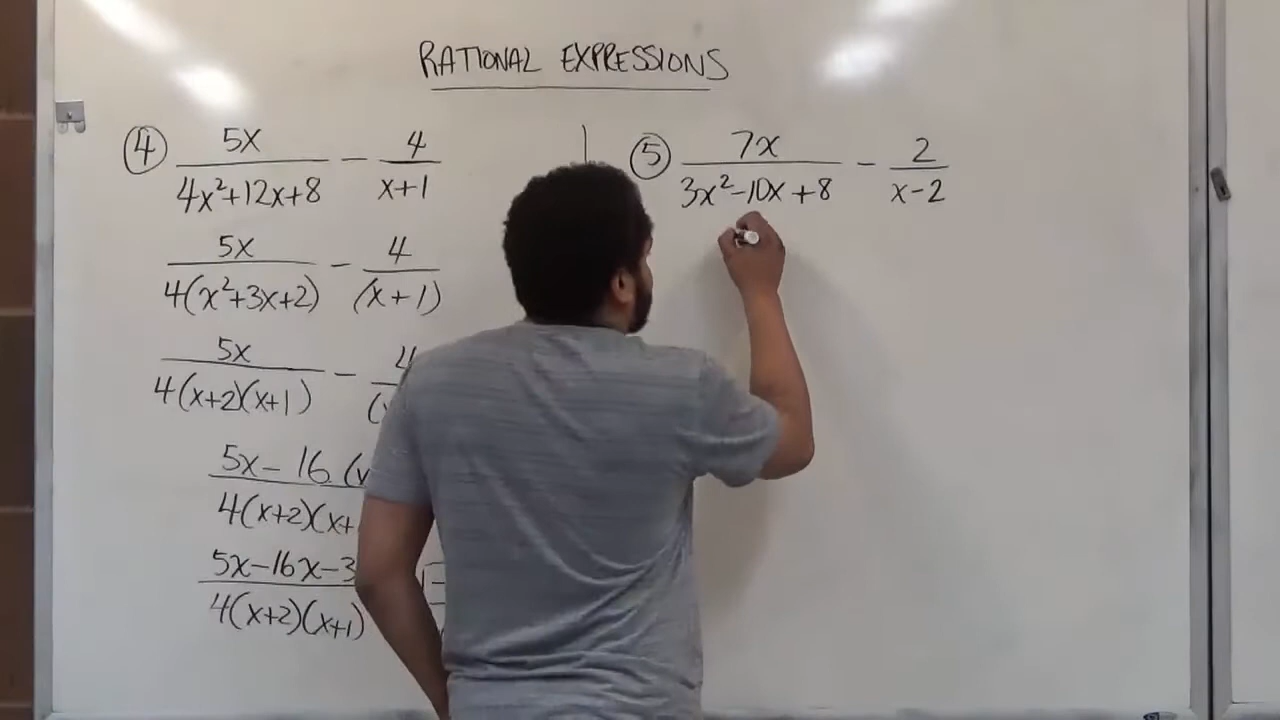 RATIONAL EXPRESSIONS
④ 5x / 4x²+12x+8 − 4 / x+1
5x / 4(x²+3x+2) − 4 / (x+1)
5x / 4(x+2)(x+1) − 4 / (
5x−16(
4(x+2)(x+
5x−16x−3
4(x+2)(x+1)
⑤ 7x / 3x²−10x+8 − 2 / x−2